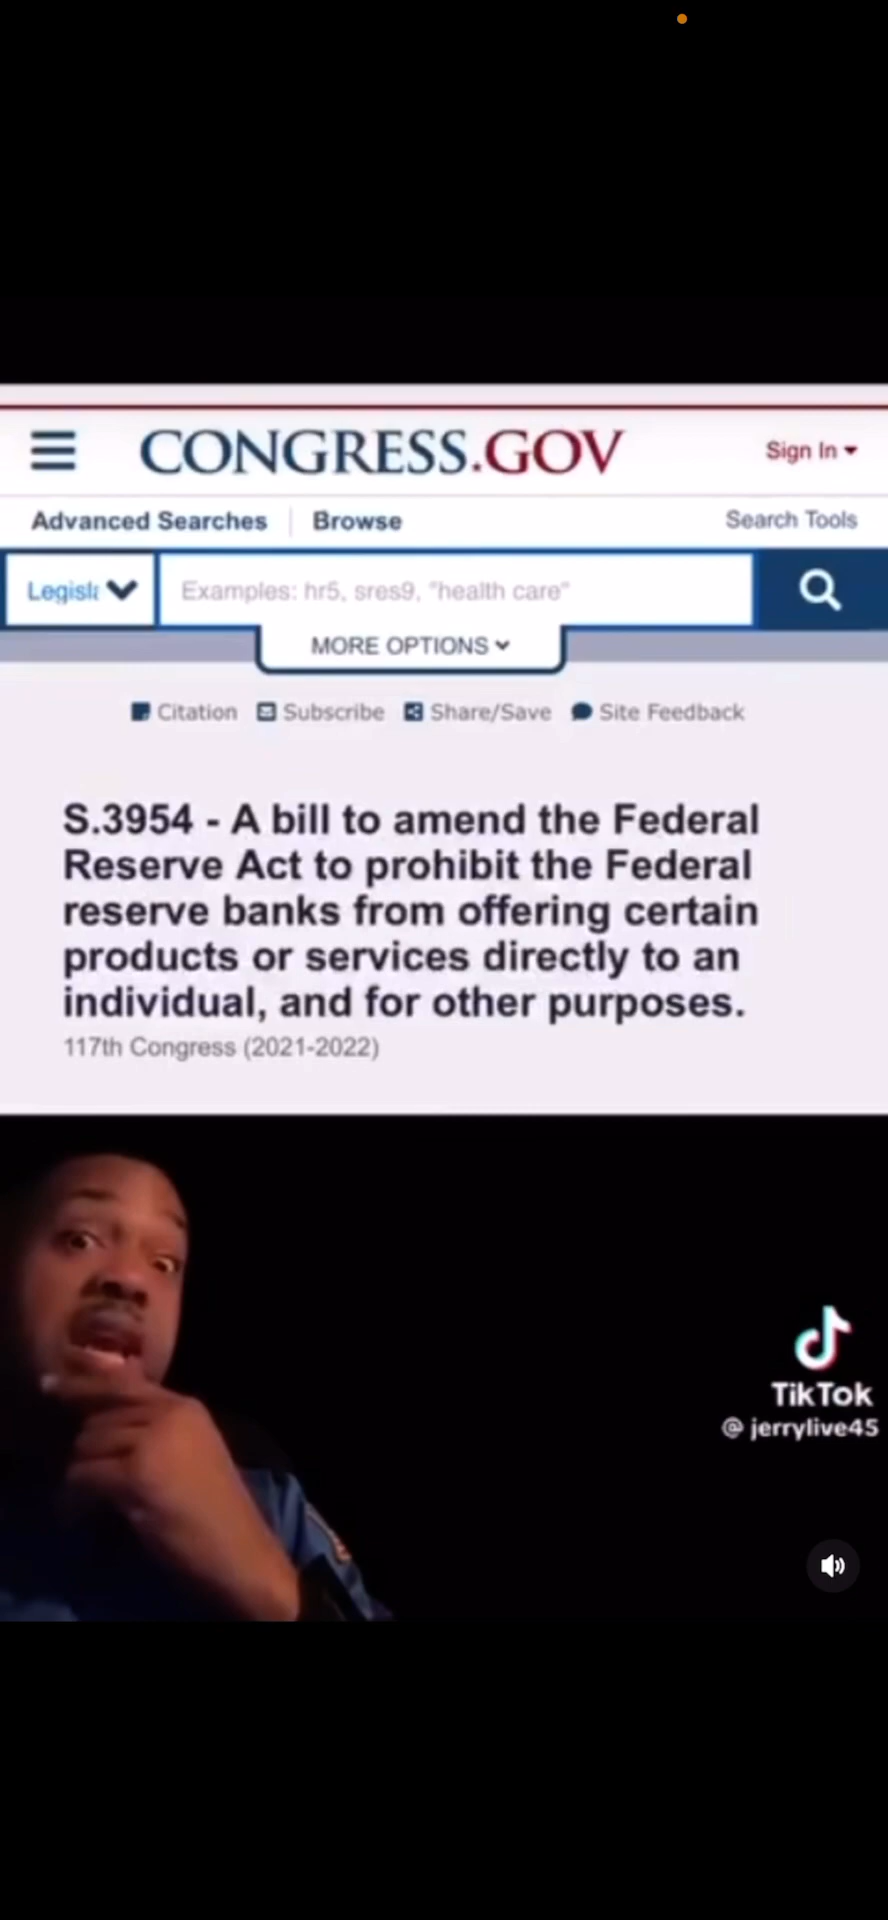 CONGRESS.GOV
Sign In
Advanced Searches
Browse
Search Tools
Legisl
Examples: hr5, sres9, "health care"
MORE OPTIONS
Citation
Subscribe
Share/Save
Site Feedback
S.3954 - A bill to amend the Federal
Reserve Act to prohibit the Federal
reserve banks from offering certain
products or services directly to an
individual, and for other purposes.
117th Congress (2021-2022)
TikTok
@ jerrylive45